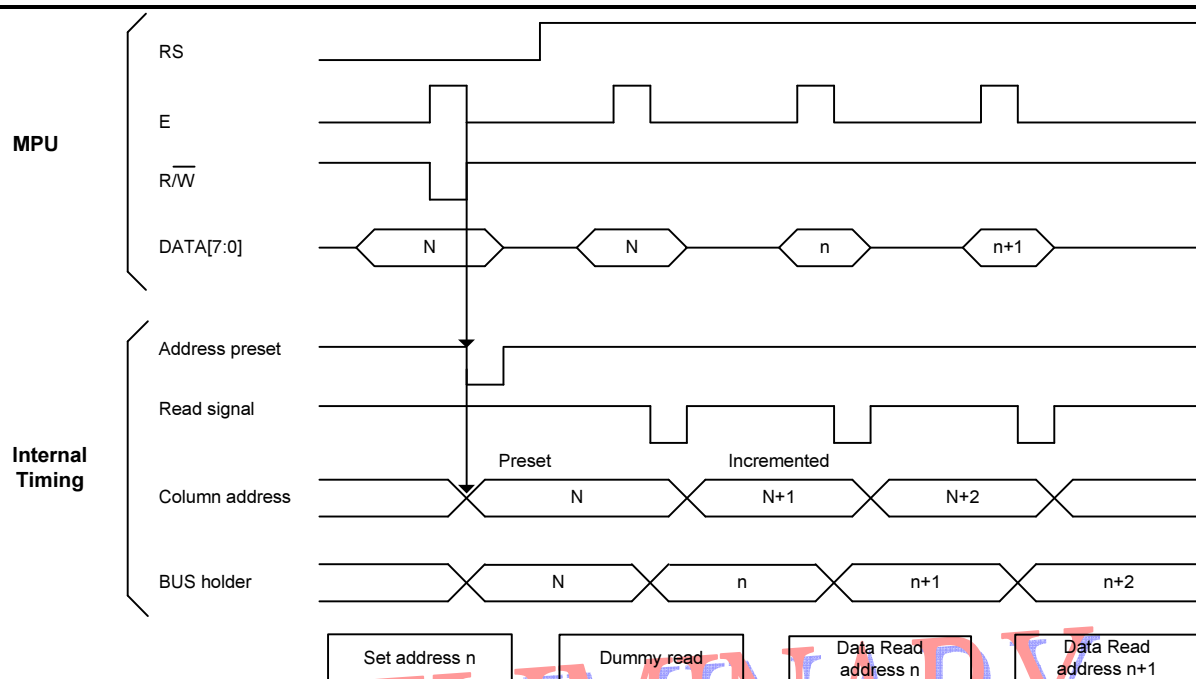 RS
E
MPU
R/W
DATA[7:0]
N
N
n
n+1
Address preset
Read signal
Internal
Timing
Preset
Incremented
Column address
N
N+1
N+2
BUS holder
N
n
n+1
n+2
Set address n
Dummy read
Data Read
address n
Data Read
address n+1